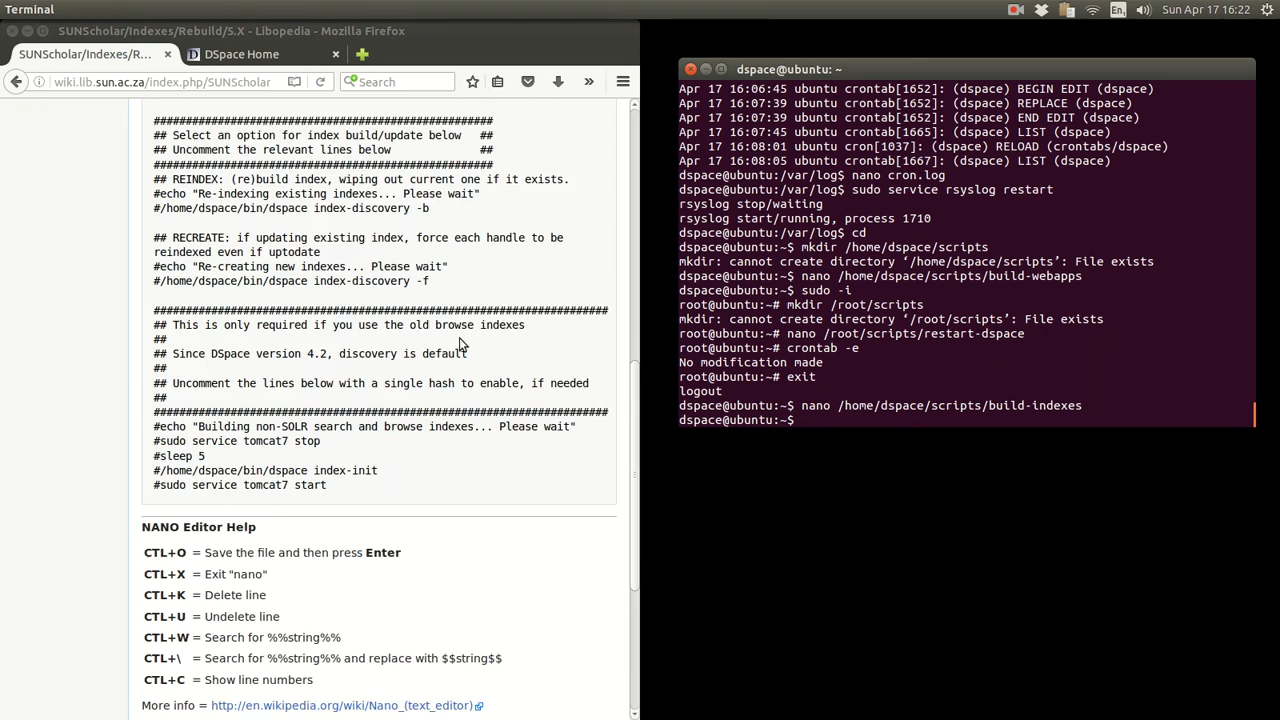 Terminal
En1
Sun Apr 17 16:22
SUNScholar/Indexes/Rebuild/5.X - Libopedia - Mozilla Firefox
SUNScholar/Indexes/R... ×
DSpace Home ×
wiki.lib.sun.ac.za/index.php/SUNScholar
Search
»
###############################################################
## Select an option for index build/update below ##
## Uncomment the relevant lines below ##
###############################################################
## REINDEX: (re)build index, wiping out current one if it exists.
#echo "Re-indexing existing indexes... Please wait"
#/home/dspace/bin/dspace index-discovery -b
## RECREATE: if updating existing index, force each handle to be
reindexed even if uptodate
#echo "Re-creating new indexes... Please wait"
#/home/dspace/bin/dspace index-discovery -f
#######################################################################
## This is only required if you use the old browse indexes
##
## Since DSpace version 4.2, discovery is default
##
## Uncomment the lines below with a single hash to enable, if needed
##
#######################################################################
#echo "Building non-SOLR search and browse indexes... Please wait"
#sudo service tomcat7 stop
#sleep 5
#/home/dspace/bin/dspace index-init
#sudo service tomcat7 start
NANO Editor Help
CTL+O = Save the file and then press Enter
CTL+X = Exit "nano"
CTL+K = Delete line
CTL+U = Undelete line
CTL+W = Search for %%string%%
CTL+\ = Search for %%string%% and replace with $$string$$
CTL+C = Show line numbers
More info = http://en.wikipedia.org/wiki/Nano_(text_editor)
dspace@ubuntu: ~
Apr 17 16:06:45 ubuntu crontab[1652]: (dspace) BEGIN EDIT (dspace)
Apr 17 16:07:39 ubuntu crontab[1652]: (dspace) REPLACE (dspace)
Apr 17 16:07:39 ubuntu crontab[1652]: (dspace) END EDIT (dspace)
Apr 17 16:07:45 ubuntu crontab[1665]: (dspace) LIST (dspace)
Apr 17 16:08:01 ubuntu cron[1037]: (dspace) RELOAD (crontabs/dspace)
Apr 17 16:08:05 ubuntu crontab[1667]: (dspace) LIST (dspace)
dspace@ubuntu:/var/log$ nano cron.log
dspace@ubuntu:/var/log$ sudo service rsyslog restart
rsyslog stop/waiting
rsyslog start/running, process 1710
dspace@ubuntu:/var/log$ cd
dspace@ubuntu:~$ mkdir /home/dspace/scripts
mkdir: cannot create directory ‘/home/dspace/scripts’: File exists
dspace@ubuntu:~$ nano /home/dspace/scripts/build-webapps
dspace@ubuntu:~$ sudo -i
root@ubuntu:~# mkdir /root/scripts
mkdir: cannot create directory ‘/root/scripts’: File exists
root@ubuntu:~# nano /root/scripts/restart-dspace
root@ubuntu:~# crontab -e
No modification made
root@ubuntu:~# exit
logout
dspace@ubuntu:~$ nano /home/dspace/scripts/build-indexes
dspace@ubuntu:~$